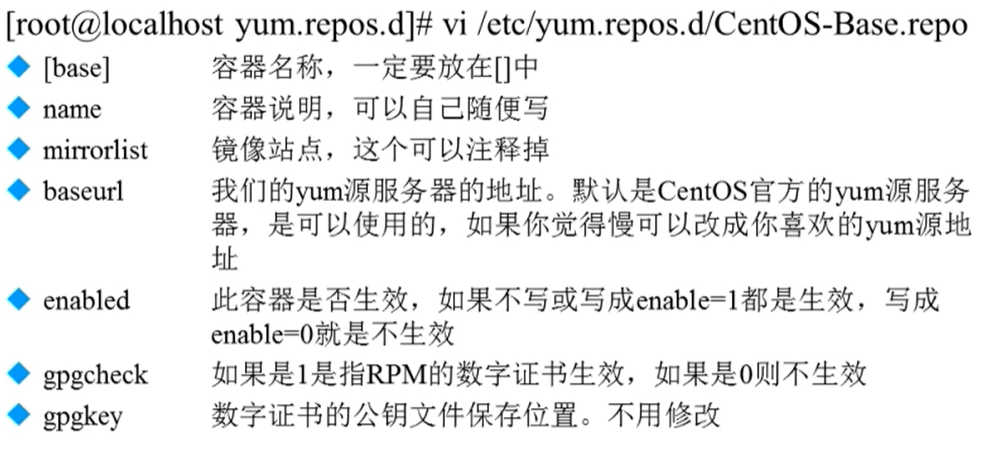 [root@localhost yum.repos.d]# vi /etc/yum.repos.d/CentOS-Base.repo
[base] 容器名称，一定要放在[]中
name 容器说明，可以自己随便写
mirrorlist 镜像站点，这个可以注释掉
baseurl 我们的yum源服务器的地址。默认是CentOS官方的yum源服务
器，是可以使用的，如果你觉得慢可以改成你喜欢的yum源地
址
enabled 此容器是否生效，如果不写或写成enable=1都是生效，写成
enable=0就是不生效
gpgcheck 如果是1是指RPM的数字证书生效，如果是0则不生效
gpgkey 数字证书的公钥文件保存位置。不用修改